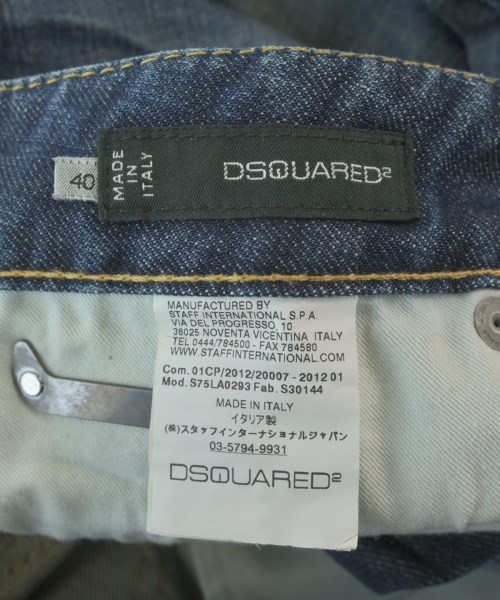 40
MADE
IN
ITALY
DSQUARED2
MANUFACTURED BY
STAFF INTERNATIONAL S.P.A.
VIA DEL PROGRESSO, 10
36025 NOVENTA VICENTINA ITALY
TEL 0444/784500 - FAX 784580
WWW.STAFFINTERNATIONAL.COM
Com. 01CP/2012/20007 - 2012 01
Mod. S75LA0293 Fab. S30144
MADE IN ITALY
イタリア製
(株)スタッフインターナショナルジャパン
03-5794-9931
DSQUARED2